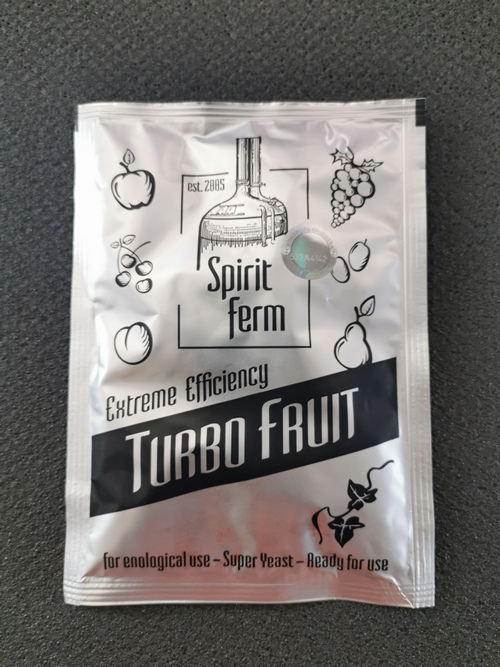 est. 2005
Spirit
ferm
Extreme Efficiency
TURBO FRUIT
for enological use – Super Yeast – Ready for use